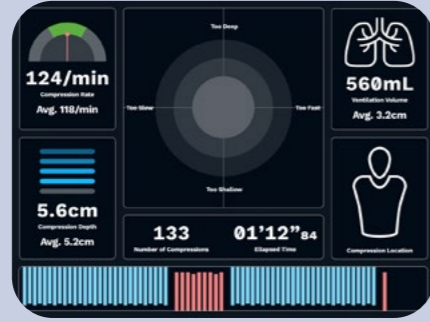 124/min
Compression Rate
Avg. 118/min
Too Deep
Too Slow
Too Fast
Too Shallow
560mL
Ventilation Volume
Avg. 3.2cm
5.6cm
Compression Depth
Avg. 5.2cm
133
Number of Compressions
01'12"84
Ellapsed Time
Compression Location